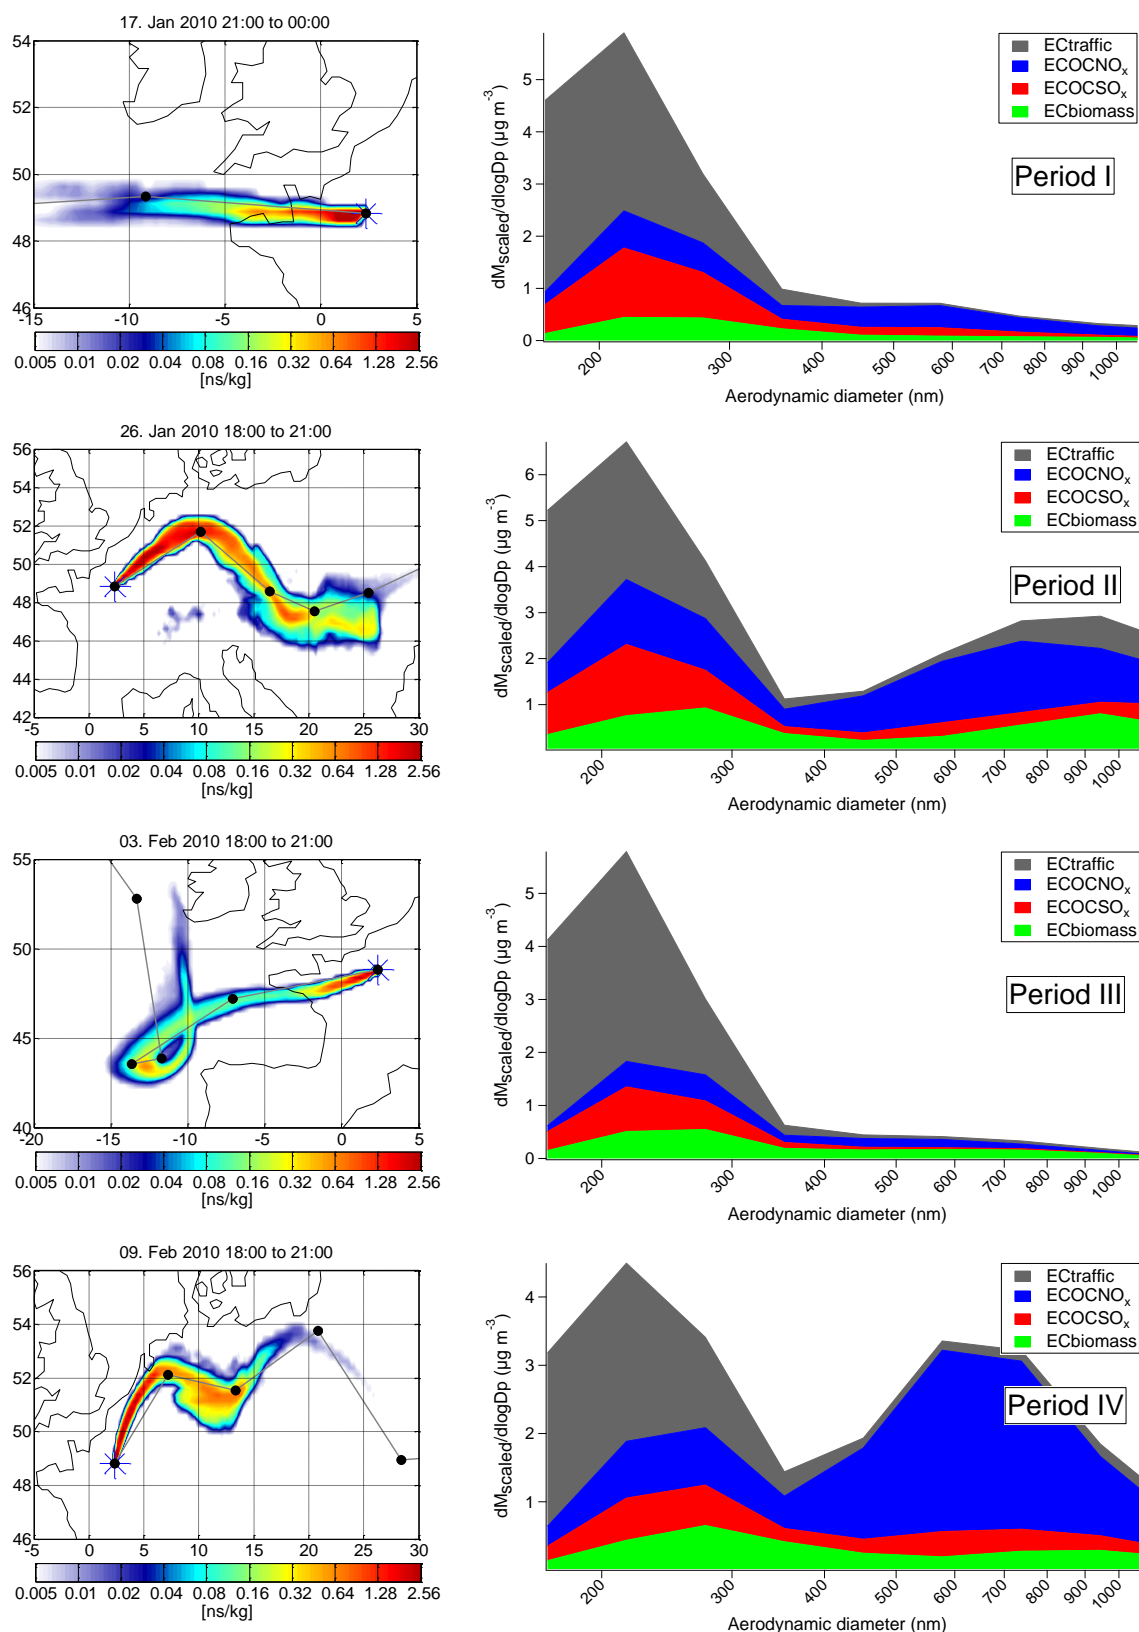 17. Jan 2010 21:00 to 00:00
54
52
50
48
46
-15 -10 -5 0 5
0.005 0.01 0.02 0.04 0.08 0.16 0.32 0.64 1.28 2.56
[ns/kg]
dMscaled/dlogDp (µg m-3)
5
4
3
2
1
0
ECtraffic
ECOCNOx
ECOCSOx
ECbiomass
Period I
200 300 400 500 600 700 800 900 1000
Aerodynamic diameter (nm)
26. Jan 2010 18:00 to 21:00
56
54
52
50
48
46
44
42
-5 0 5 10 15 20 25 30
0.005 0.01 0.02 0.04 0.08 0.16 0.32 0.64 1.28 2.56
[ns/kg]
dMscaled/dlogDp (µg m-3)
6
5
4
3
2
1
ECtraffic
ECOCNOx
ECOCSOx
ECbiomass
Period II
200 300 400 500 600 700 800 900 1000
Aerodynamic diameter (nm)
03. Feb 2010 18:00 to 21:00
55
50
45
40
-20 -15 -10 -5 0 5
0.005 0.01 0.02 0.04 0.08 0.16 0.32 0.64 1.28 2.56
[ns/kg]
dMscaled/dlogDp (µg m-3)
5
4
3
2
1
0
ECtraffic
ECOCNOx
ECOCSOx
ECbiomass
Period III
200 300 400 500 600 700 800 900 1000
Aerodynamic diameter (nm)
09. Feb 2010 18:00 to 21:00
56
54
52
50
48
46
-5 0 5 10 15 20 25 30
0.005 0.01 0.02 0.04 0.08 0.16 0.32 0.64 1.28 2.56
[ns/kg]
dMscaled/dlogDp (µg m-3)
4
3
2
1
ECtraffic
ECOCNOx
ECOCSOx
ECbiomass
Period IV
200 300 400 500 600 700 800 900 1000
Aerodynamic diameter (nm)